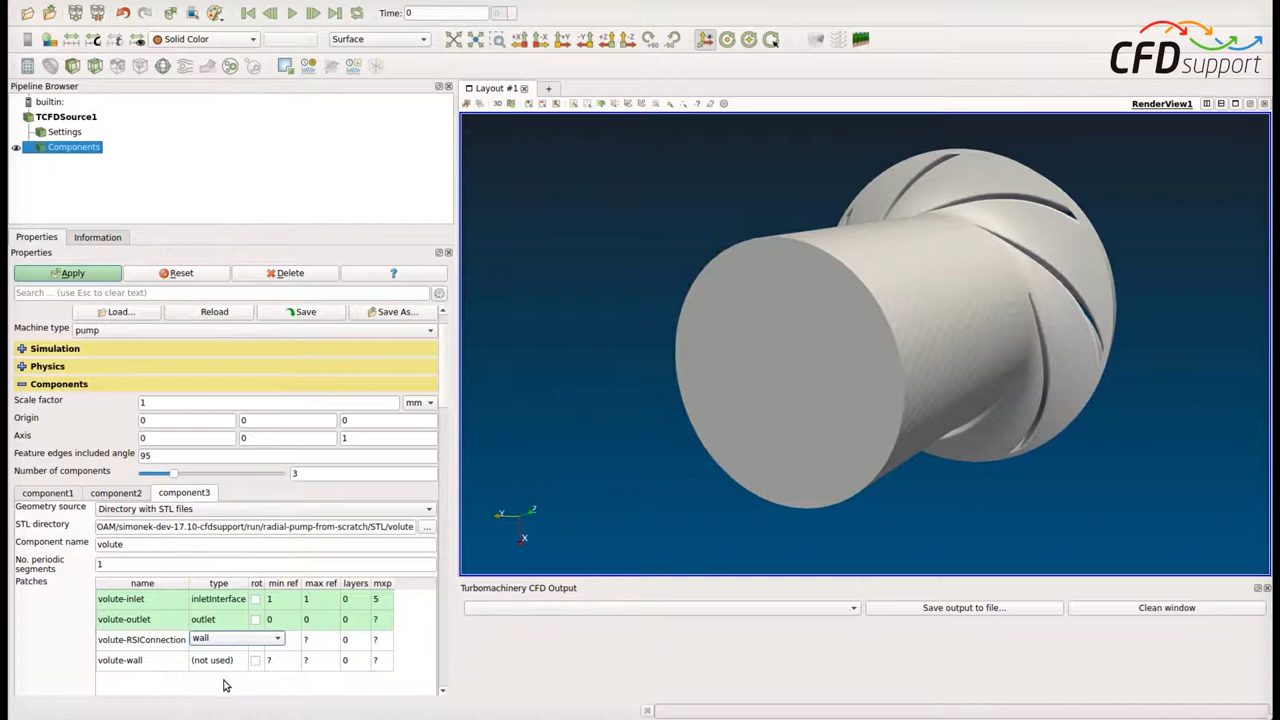 Time: 0
0
CFDsupport
Solid Color
Surface
Pipeline Browser
builtin:
TCFDSource1
Settings
Components
Layout #1
+
3D
RenderView1
Properties
Information
Properties
Apply
Reset
Delete
?
Search ... (use Esc to clear text)
Load...
Reload
Save
Save As...
Machine type
pump
Simulation
Physics
Components
Scale factor
1
mm
Origin
0
0
0
Axis
0
0
1
Feature edges included angle
95
Number of components
3
component1
component2
component3
Geometry source
Directory with STL files
STL directory
OAM/simonek-dev-17.10-cfdsupport/run/radial-pump-from-scratch/STL/volute
...
Component name
volute
No. periodic
segments
1
Patches
name type rot min ref max ref layers mxp
volute-inlet inletInterface 1 1 0 5
volute-outlet outlet 0 0 0 ?
volute-RSIConnection wall ? 0 ?
volute-wall (not used) ? ? 0 ?
Y
Z
X
Turbomachinery CFD Output
Save output to file...
Clean window